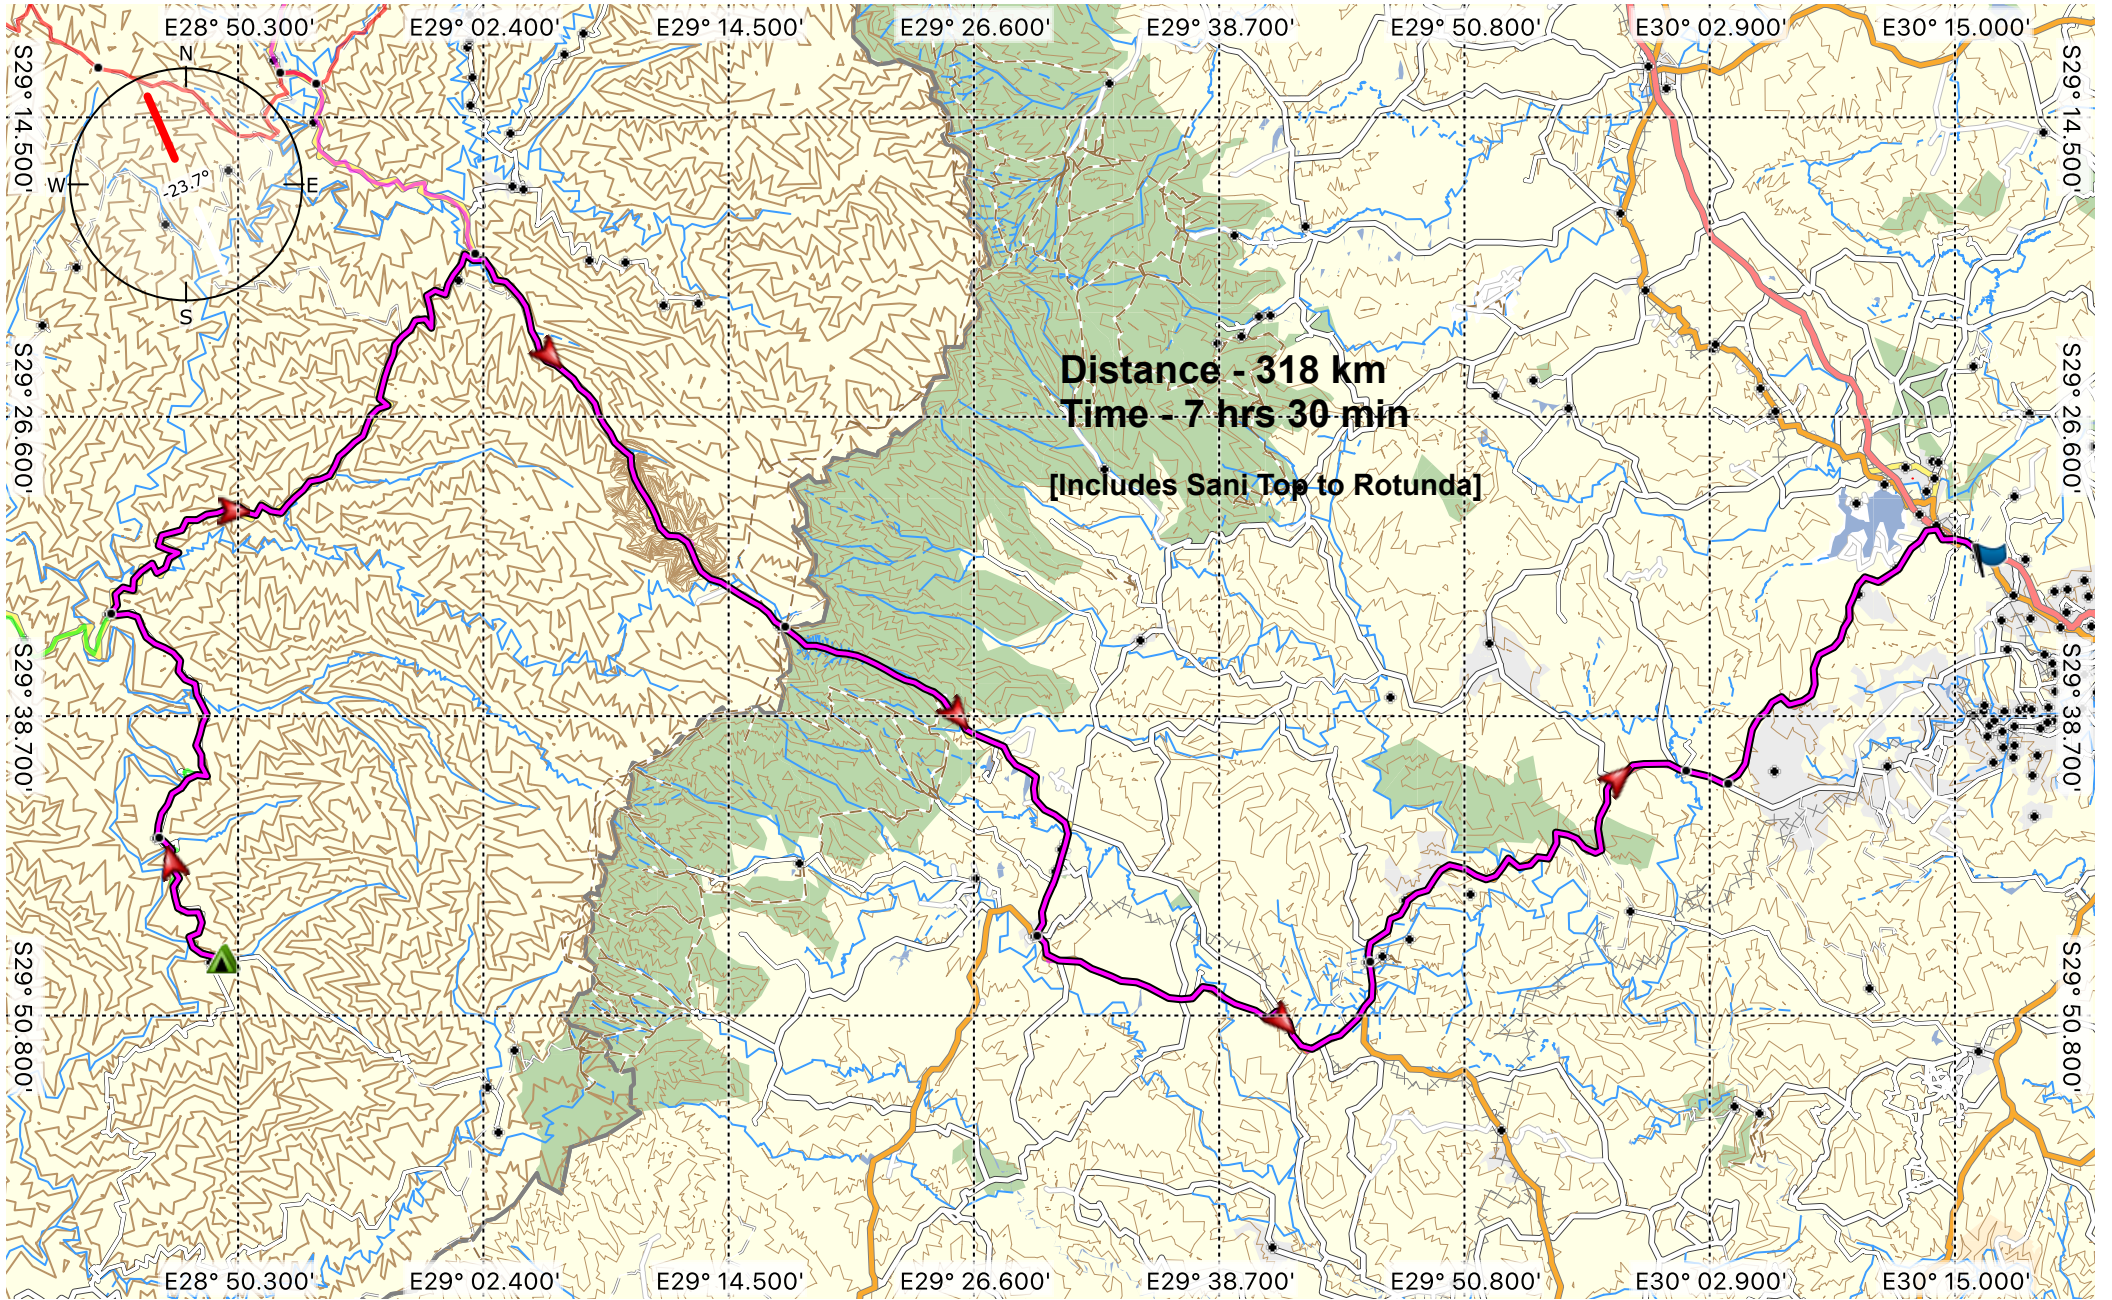 E28° 50.300' E29° 02.400' E29° 14.500' E29° 26.600' E29° 38.700' E29° 50.800' E30° 02.900' E30° 15.000'
N
W
E
S
-23.7°
S29° 14.500'
S29° 14.500'
S29° 26.600'
S29° 26.600'
Distance - 318 km
Time - 7 hrs 30 min
[Includes Sani Top to Rotunda]
S29° 38.700'
S29° 38.700'
S29° 50.800'
S29° 50.800'
E28° 50.300' E29° 02.400' E29° 14.500' E29° 26.600' E29° 38.700' E29° 50.800' E30° 02.900' E30° 15.000'